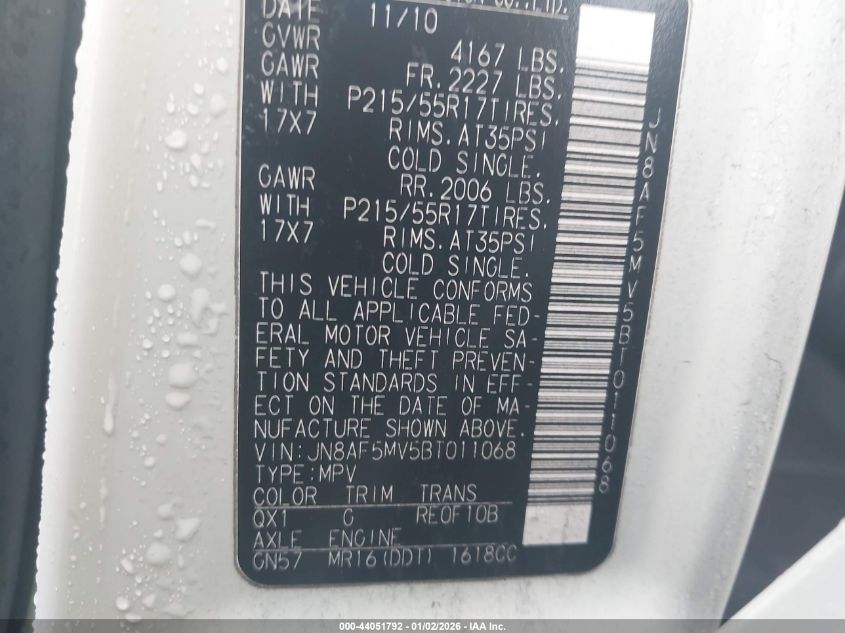 CO.,LTD.
DATE 11/10
GVWR 4167 LBS.
GAWR FR. 2227 LBS.
WITH P215/55R17TIRES.
17X7 RIMS. AT35PSI
COLD SINGLE.
GAWR RR. 2006 LBS.
WITH P215/55R17TIRES.
17X7 RIMS. AT35PSI
COLD SINGLE.
THIS VEHICLE CONFORMS
TO ALL APPLICABLE FED-
ERAL MOTOR VEHICLE SA-
FETY AND THEFT PREVEN-
TION STANDARDS IN EFF-
ECT ON THE DATE OF MA-
NUFACTURE SHOWN ABOVE.
VIN:JN8AF5MV5BT011068
TYPE:MPV
COLOR TRIM TRANS
QX1 C RE0F10B
AXLE ENGINE
GN57 MR16(DDT) 1618CC
JN8AF5MV5BT011068
000-44051792 - 01/02/2026 - IAA Inc.